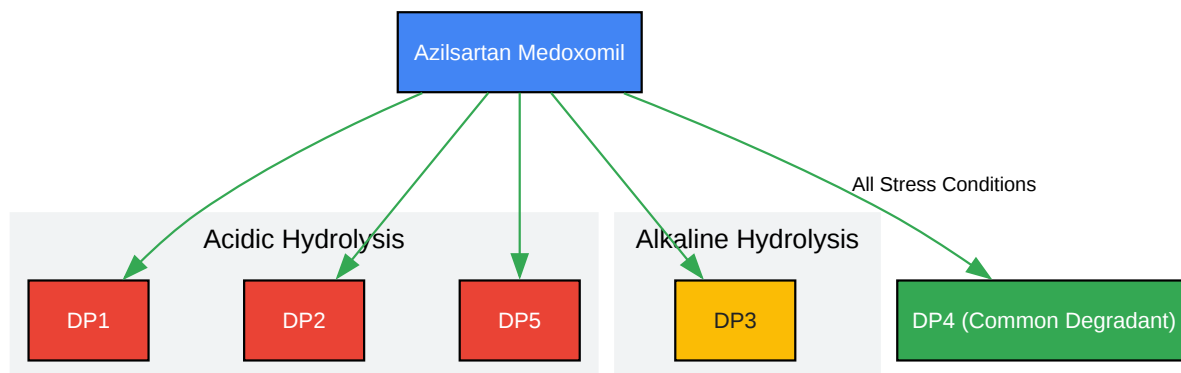 Azilsartan Medoxomil
All Stress Conditions
Acidic Hydrolysis
Alkaline Hydrolysis
DP1
DP2
DP5
DP3
DP4 (Common Degradant)